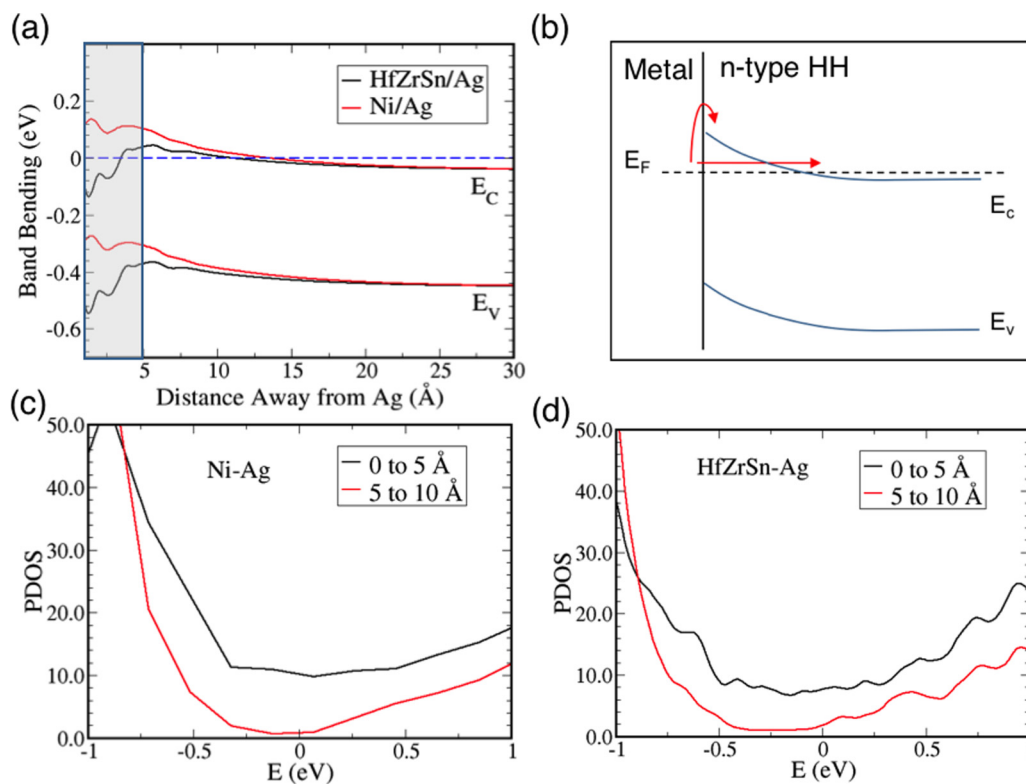 (a)
Band Bending (eV)
0.2
0
-0.2
-0.4
-0.6
HfZrSn/Ag
Ni/Ag
E_C
E_V
5 10 15 20 25 30
Distance Away from Ag (Å)
(b)
Metal n-type HH
E_F
E_c
E_v
(c)
PDOS
50.0
40.0
30.0
20.0
10.0
0.0
Ni-Ag
0 to 5 Å
5 to 10 Å
-1 -0.5 0 0.5 1
E (eV)
(d)
PDOS
50.0
40.0
30.0
20.0
10.0
0.0
HfZrSn-Ag
0 to 5 Å
5 to 10 Å
-1 -0.5 0 0.5
E (eV)